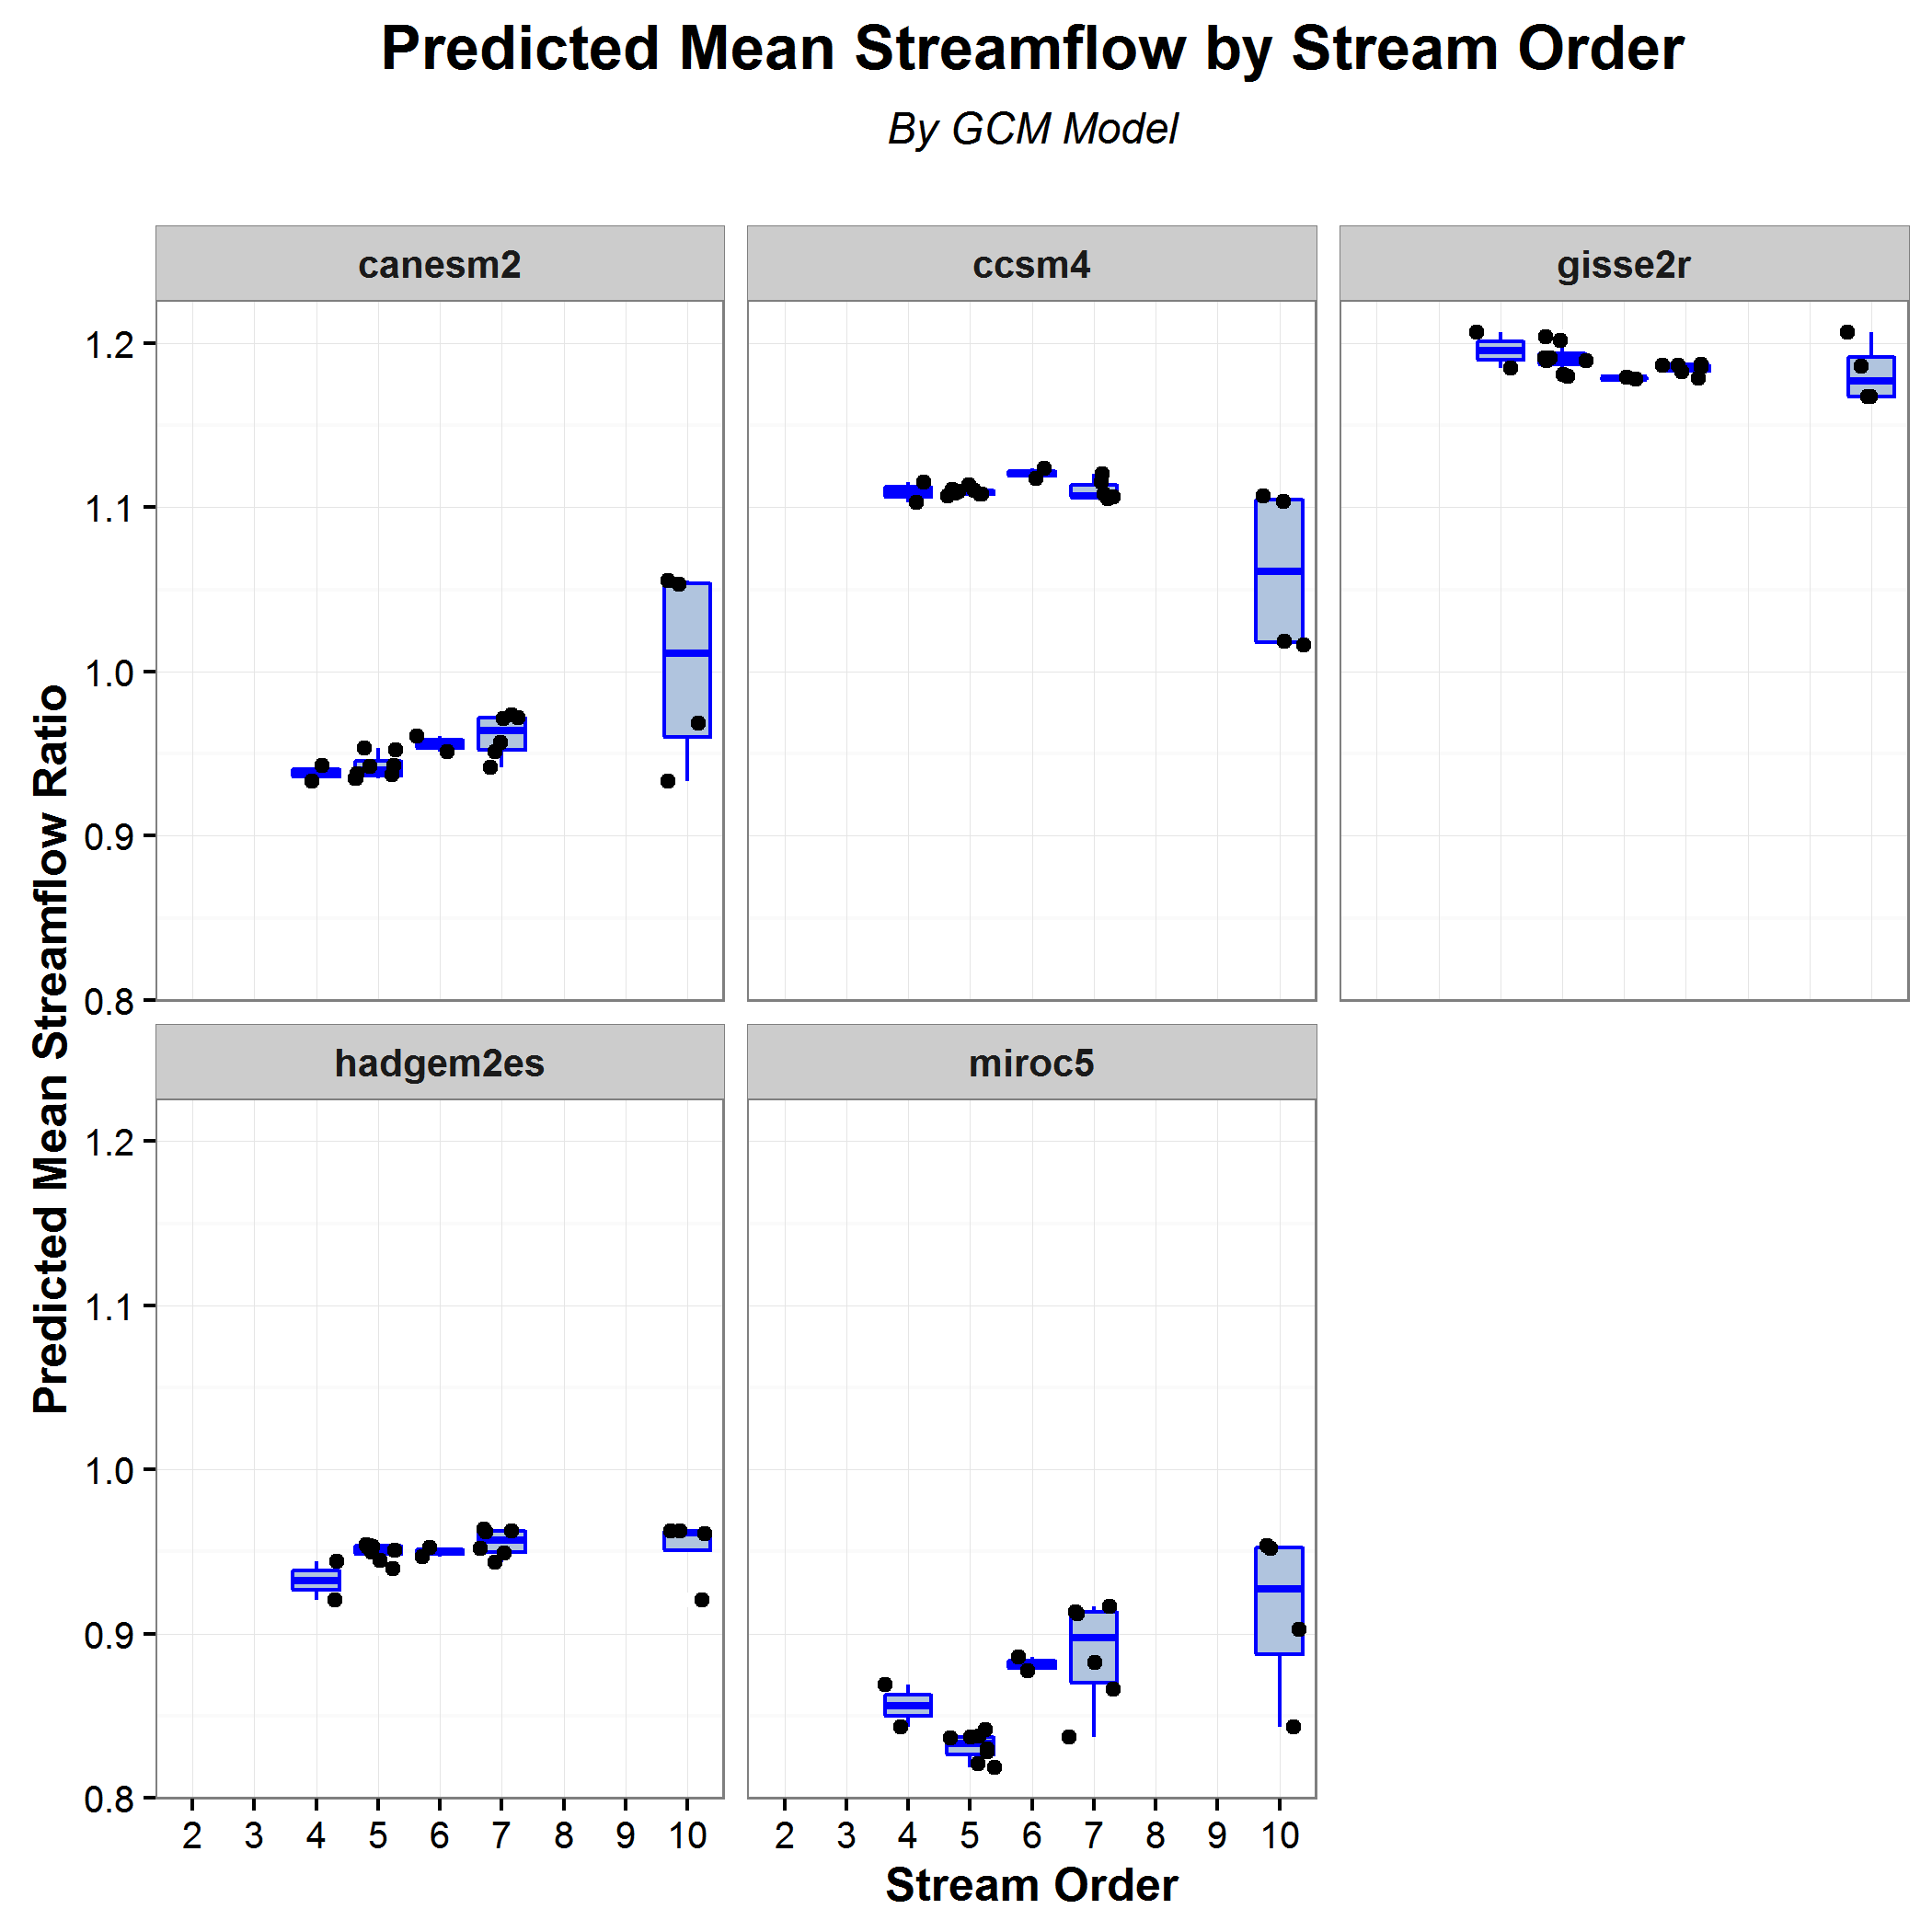 Predicted Mean Streamflow by Stream Order
By GCM Model
canesm2
ccsm4
gisse2r
1.2
1.1
1.0
0.9
0.8
Predicted Mean Streamflow Ratio
hadgem2es
miroc5
1.2
1.1
1.0
0.9
0.8
2 3 4 5 6 7 8 9 10
2 3 4 5 6 7 8 9 10
Stream Order